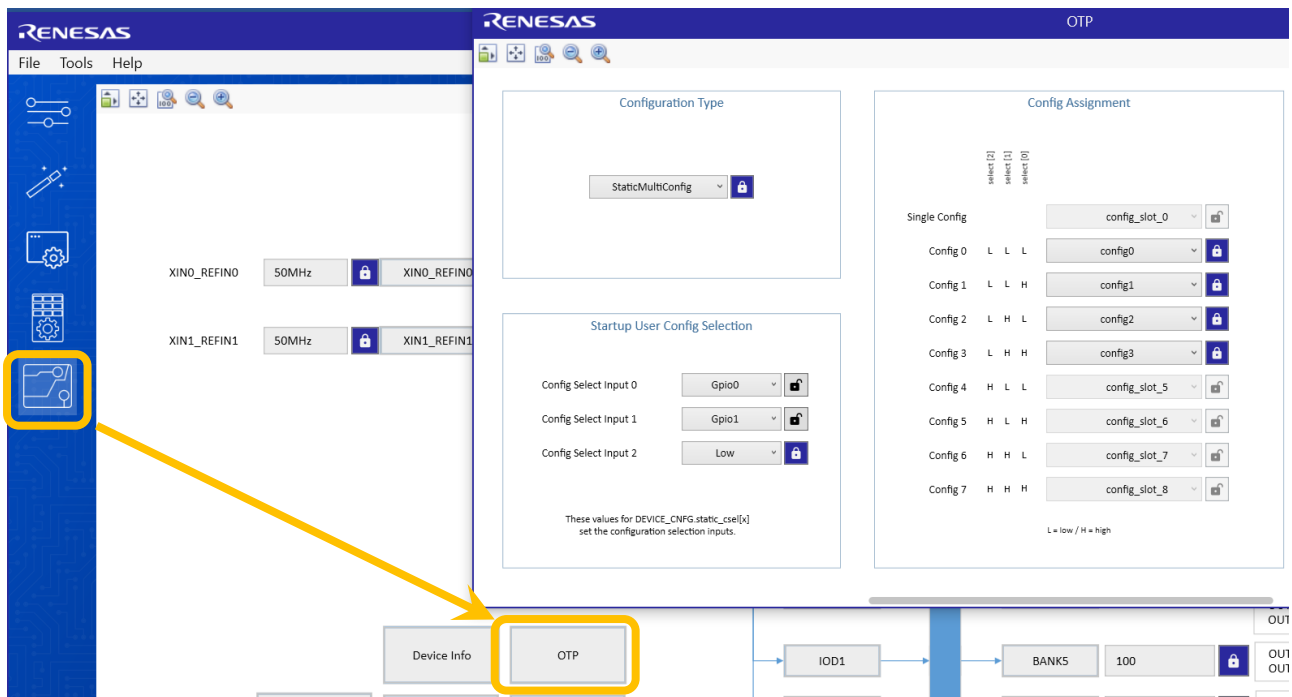 RENESAS
File Tools Help
XIN0_REFIN0 50MHz XIN0_REFIN0
XIN1_REFIN1 50MHz XIN1_REFIN1
RENESAS OTP
Configuration Type
StaticMultiConfig
Startup User Config Selection
Config Select Input 0 Gpio0
Config Select Input 1 Gpio1
Config Select Input 2 Low
These values for DEVICE_CNFG.static_csel[x]
set the configuration selection inputs.
Config Assignment
select [2] select [1] select [0]
Single Config config_slot_0
Config 0 L L L config0
Config 1 L L H config1
Config 2 L H L config2
Config 3 L H H config3
Config 4 H L L config_slot_5
Config 5 H L H config_slot_6
Config 6 H H L config_slot_7
Config 7 H H H config_slot_8
L = low / H = high
Device Info OTP
IOD1 BANK5 100